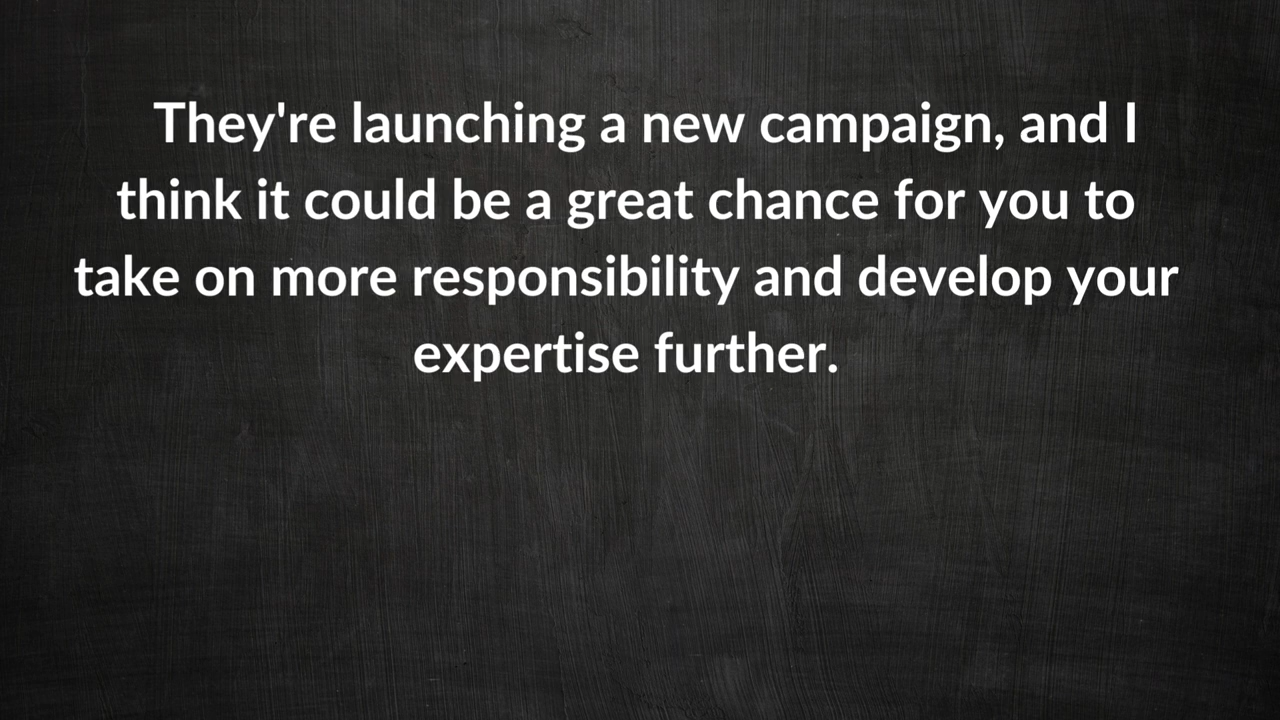 They're launching a new campaign, and I
think it could be a great chance for you to
take on more responsibility and develop your
expertise further.